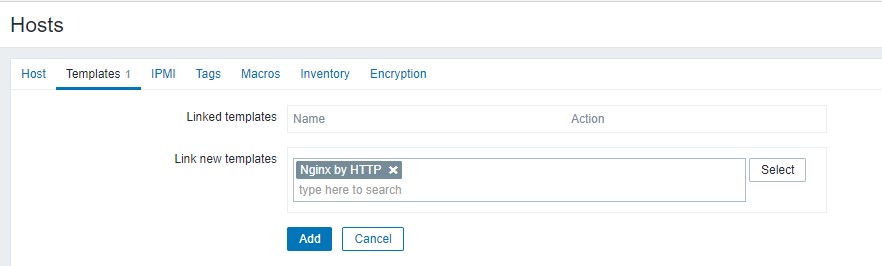 Hosts
Host Templates 1 IPMI Tags Macros Inventory Encryption
Linked templates Name Action
Link new templates Nginx by HTTP ✖ Select
type here to search
Add Cancel